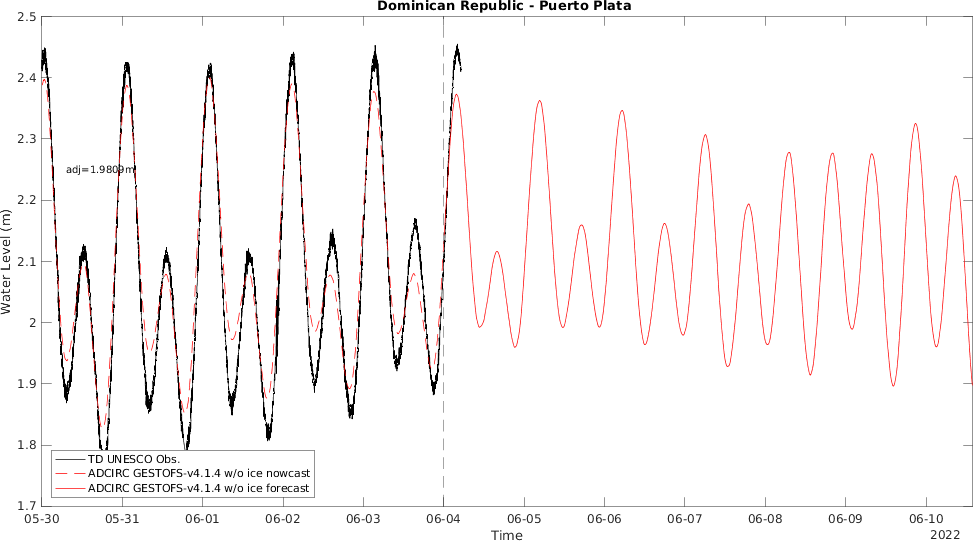 Dominican Republic - Puerto Plata
2.5
2.4
2.3
2.2
2.1
2
1.9
1.8
1.7
Water Level (m)
adj=1.9809m
TD UNESCO Obs.
ADCIRC GESTOFS-v4.1.4 w/o ice nowcast
ADCIRC GESTOFS-v4.1.4 w/o ice forecast
05-30 05-31 06-01 06-02 06-03 06-04 06-05 06-06 06-07 06-08 06-09 06-10
Time
2022